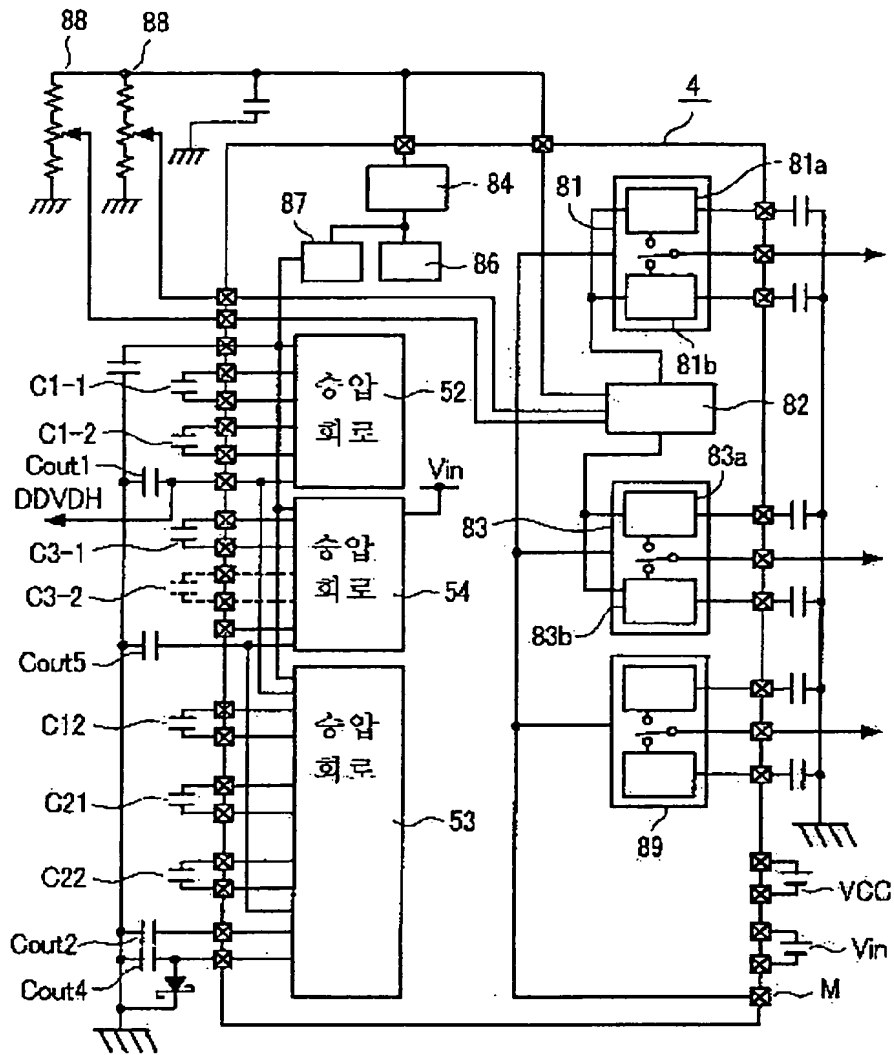 88
88
4
81a
81
84
87
86
81b
C1-1
승압
회로
52
82
C1-2
Cout1
Vin
83a
DDVDH
83
C3-1
승압
회로
C3-2
54
83b
Cout5
C12
승압
회로
C21
53
89
C22
VCC
Cout2
Vin
Cout4
M